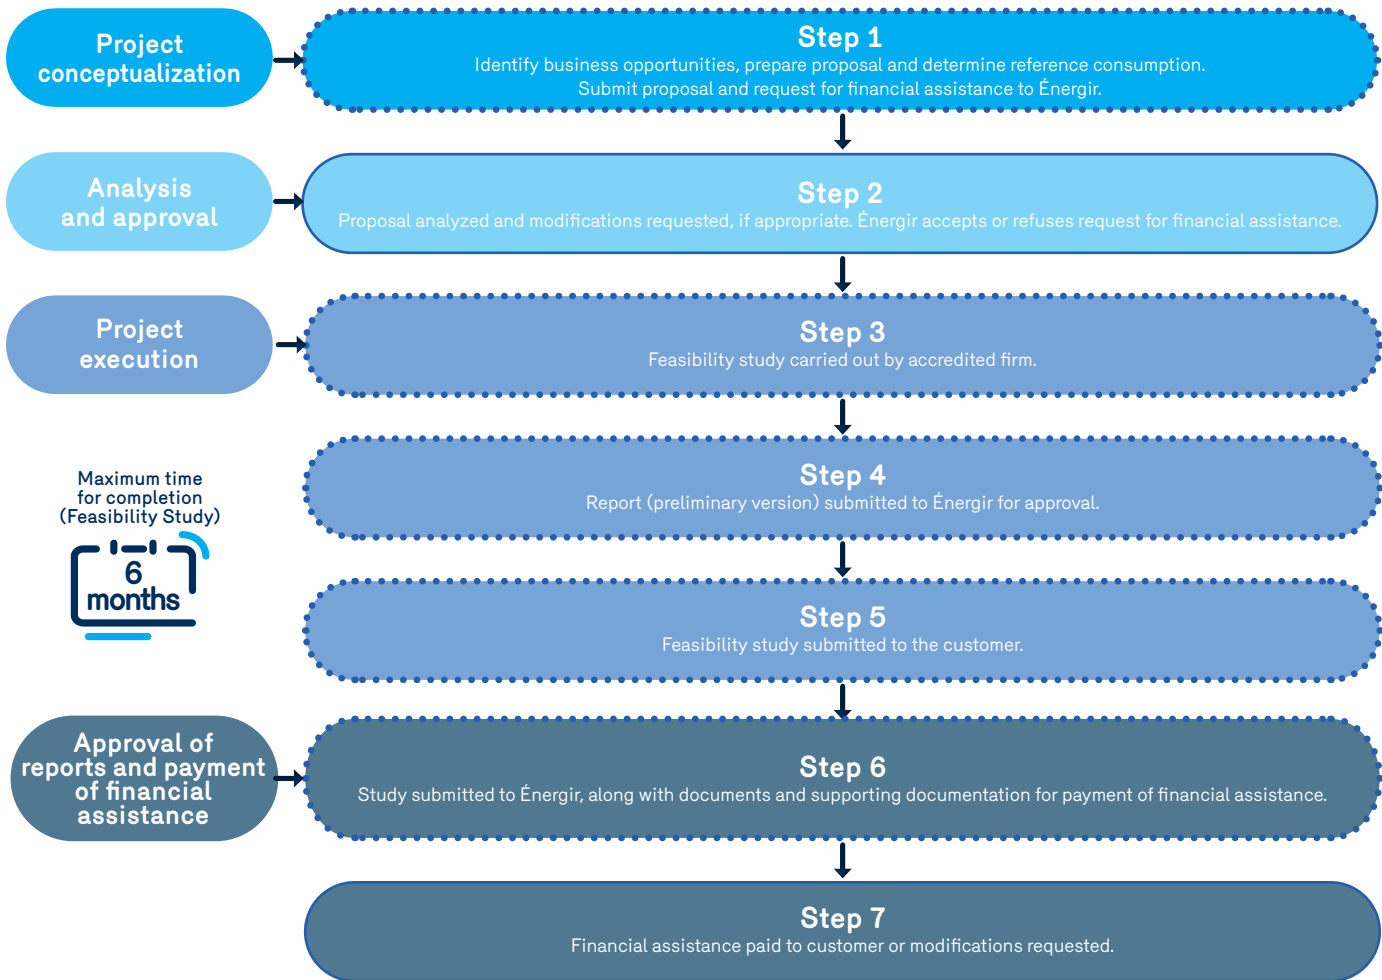 Project
conceptualization
Step 1
Identify business opportunities, prepare proposal and determine reference consumption.
Submit proposal and request for financial assistance to Énergir.
Analysis
and approval
Step 2
Proposal analyzed and modifications requested, if appropriate. Énergir accepts or refuses request for financial assistance.
Project
execution
Step 3
Feasibility study carried out by accredited firm.
Step 4
Report (preliminary version) submitted to Énergir for approval.
Maximum time
for completion
(Feasibility Study)
6
months
Step 5
Feasibility study submitted to the customer.
Approval of
reports and payment
of financial
assistance
Step 6
Study submitted to Énergir, along with documents and supporting documentation for payment of financial assistance.
Step 7
Financial assistance paid to customer or modifications requested.